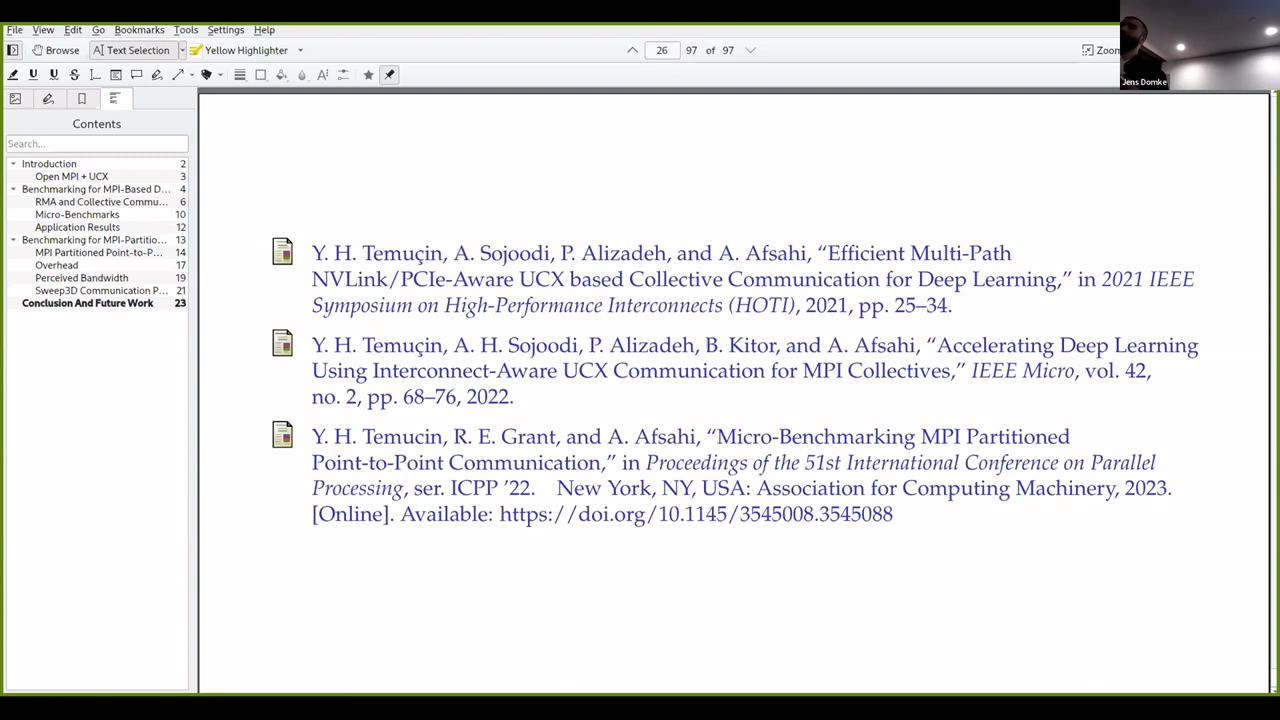 File View Edit Go Bookmarks Tools Settings Help
Browse Text Selection Yellow Highlighter 26 97 of 97 Zoom
Jens Domke
Contents
Search...
Introduction 2
Open MPI + UCX 3
Benchmarking for MPI-Based D... 4
RMA and Collective Commu... 6
Micro-Benchmarks 10
Application Results 12
Benchmarking for MPI-Partitio... 13
MPI Partitioned Point-to-P... 14
Overhead 17
Perceived Bandwidth 19
Sweep3D Communication P... 21
Conclusion And Future Work 23
Y. H. Temuçin, A. Sojoodi, P. Alizadeh, and A. Afsahi, “Efficient Multi-Path
NVLink/PCIe-Aware UCX based Collective Communication for Deep Learning,” in 2021 IEEE
Symposium on High-Performance Interconnects (HOTI), 2021, pp. 25–34.
Y. H. Temuçin, A. H. Sojoodi, P. Alizadeh, B. Kitor, and A. Afsahi, “Accelerating Deep Learning
Using Interconnect-Aware UCX Communication for MPI Collectives,” IEEE Micro, vol. 42,
no. 2, pp. 68–76, 2022.
Y. H. Temucin, R. E. Grant, and A. Afsahi, “Micro-Benchmarking MPI Partitioned
Point-to-Point Communication,” in Proceedings of the 51st International Conference on Parallel
Processing, ser. ICPP ’22. New York, NY, USA: Association for Computing Machinery, 2023.
[Online]. Available: https://doi.org/10.1145/3545008.3545088